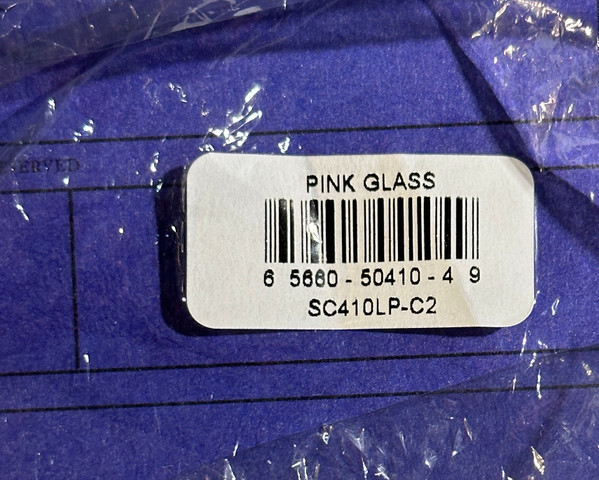 ERVED
PINK GLASS
6 5660 - 50410 - 4 9
SC410LP-C2